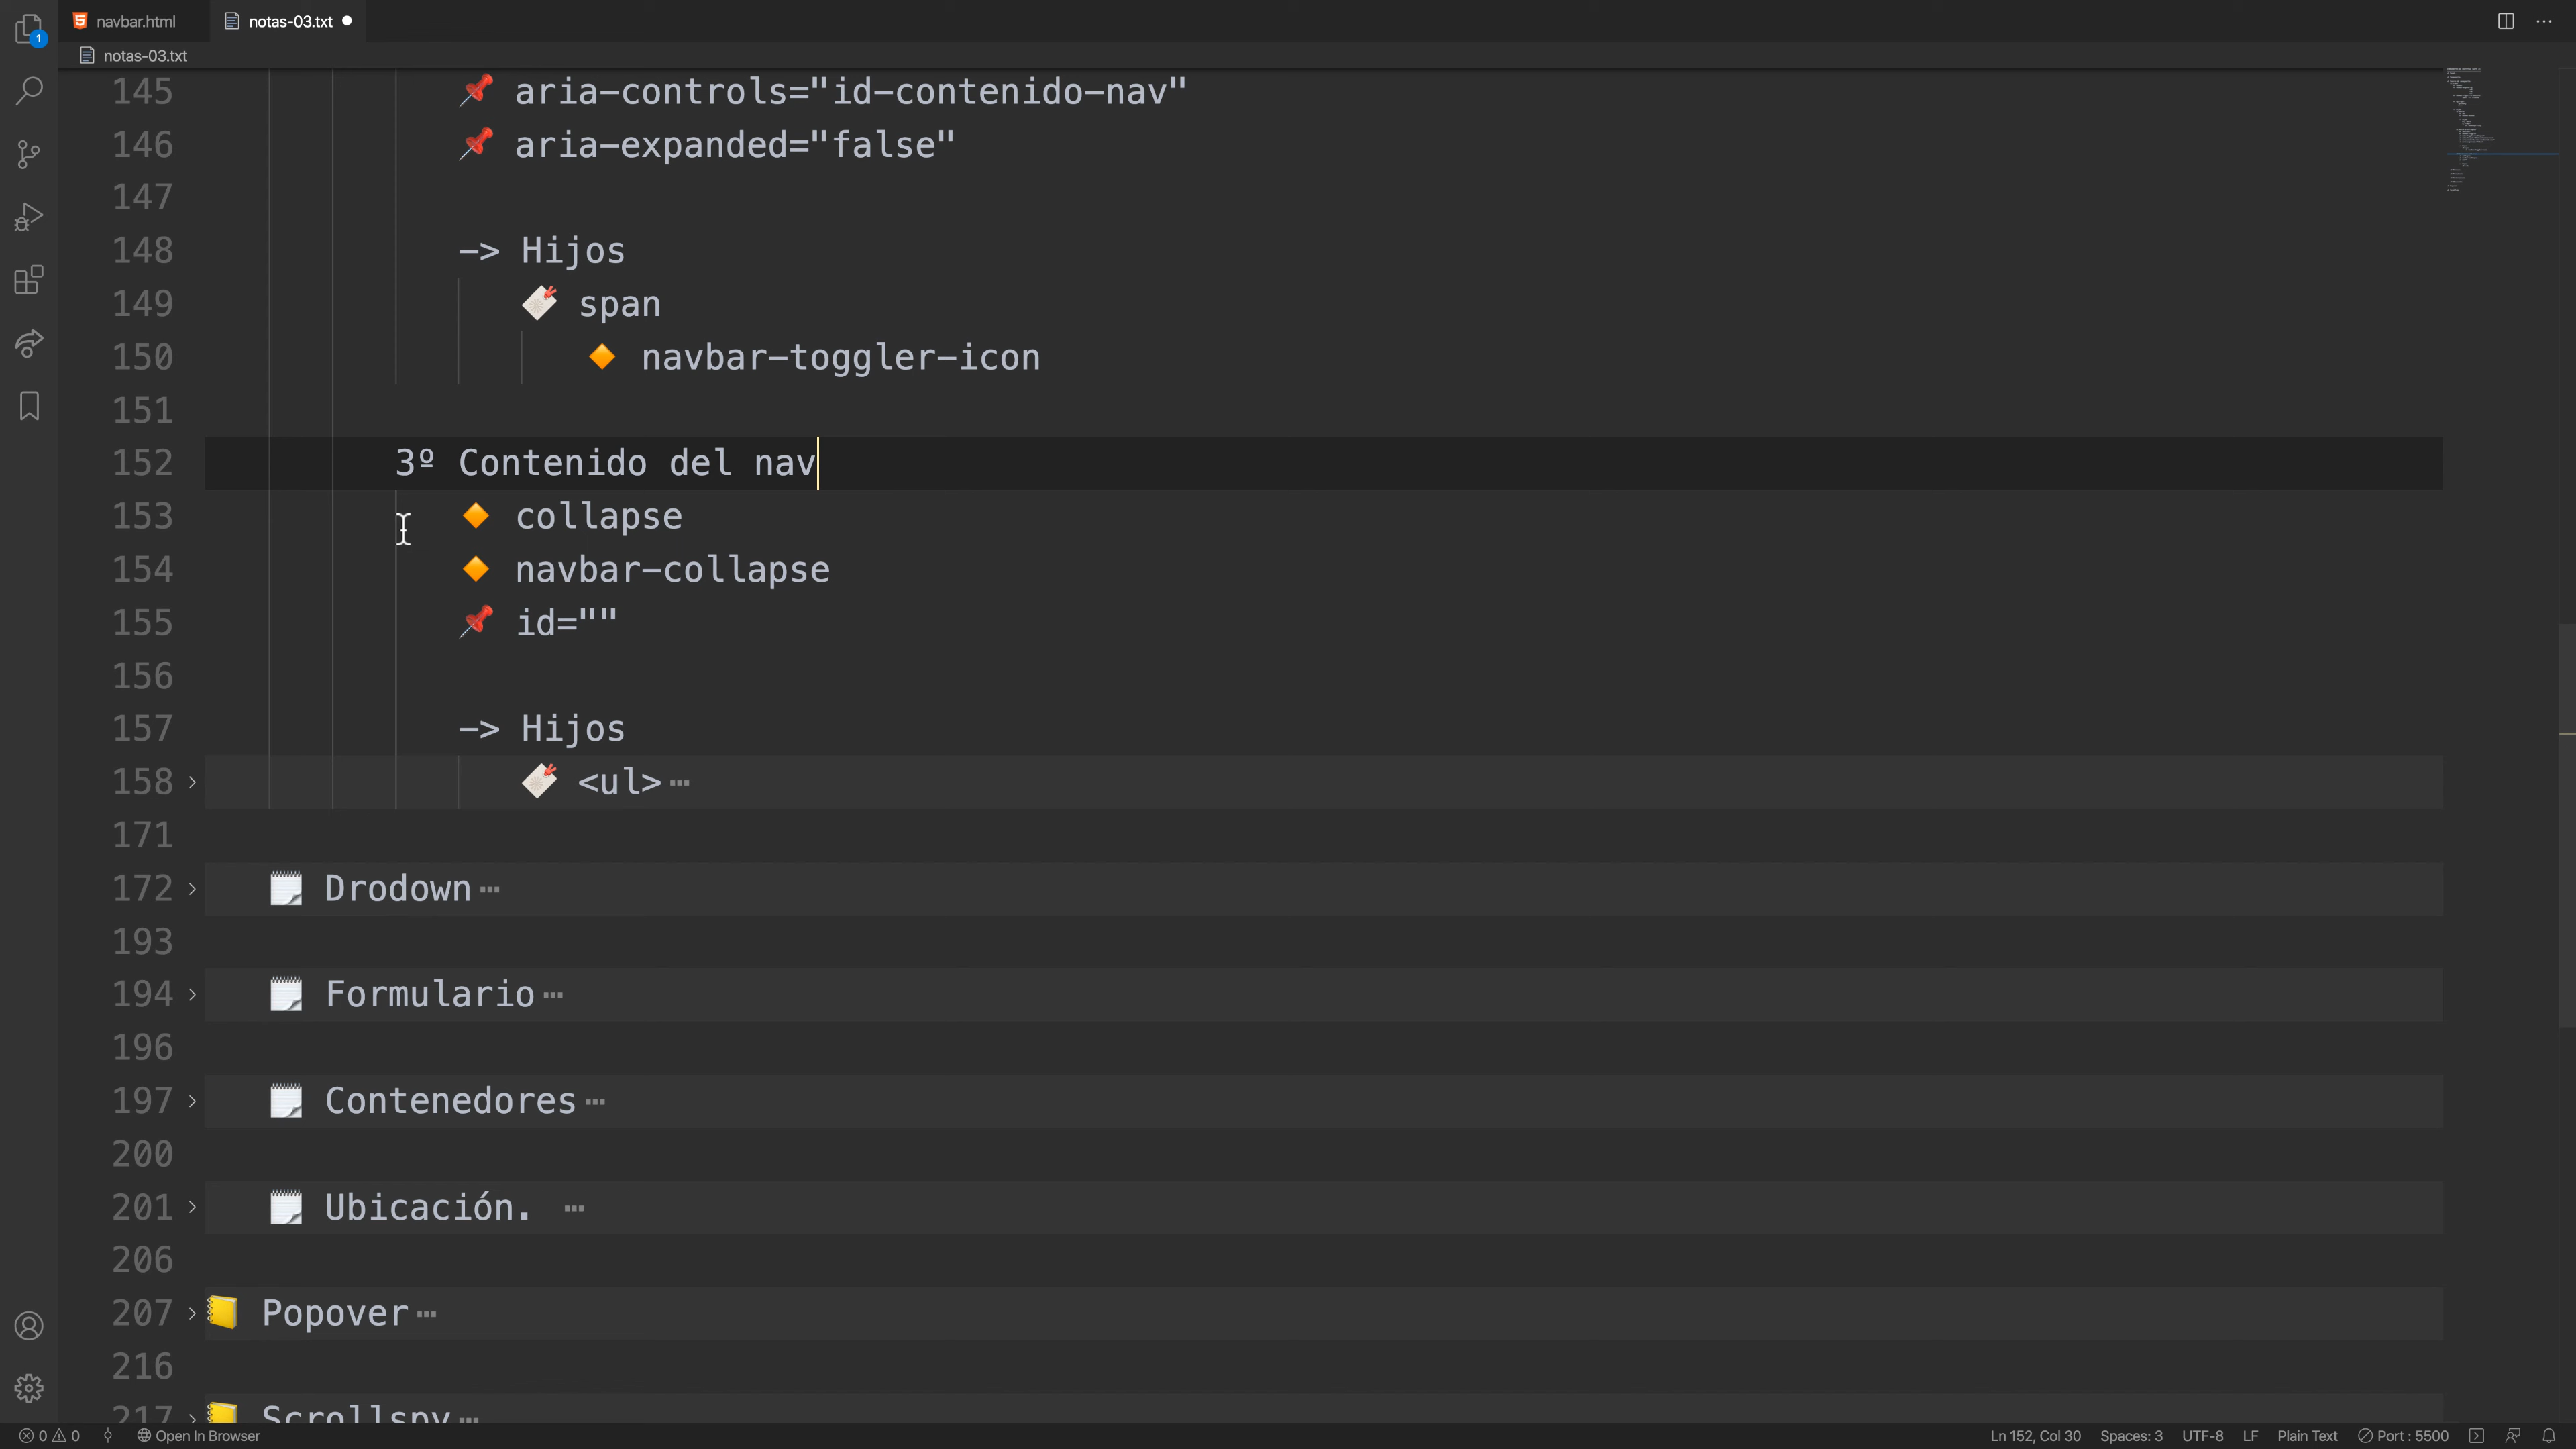 navbar.html
notas-03.txt
notas-03.txt
1
145 📌 aria-controls="id-contenido-nav"
146 📌 aria-expanded="false"
147
148 —> Hijos
149 span
150 🔶 navbar-toggler-icon
151
152 3º Contenido del nav
153 🔶 collapse
154 🔶 navbar-collapse
155 📌 id=""
156
157 —> Hijos
158 <ul>…
171
172 Drodown…
193
194 Formulario…
196
197 Contenedores…
200
201 Ubicación. …
206
207 📒 Popover…
216
217 📒 Scrollspy…
0 0 Open In Browser
Ln 152, Col 30 Spaces: 3 UTF-8 LF Plain Text Port : 5500